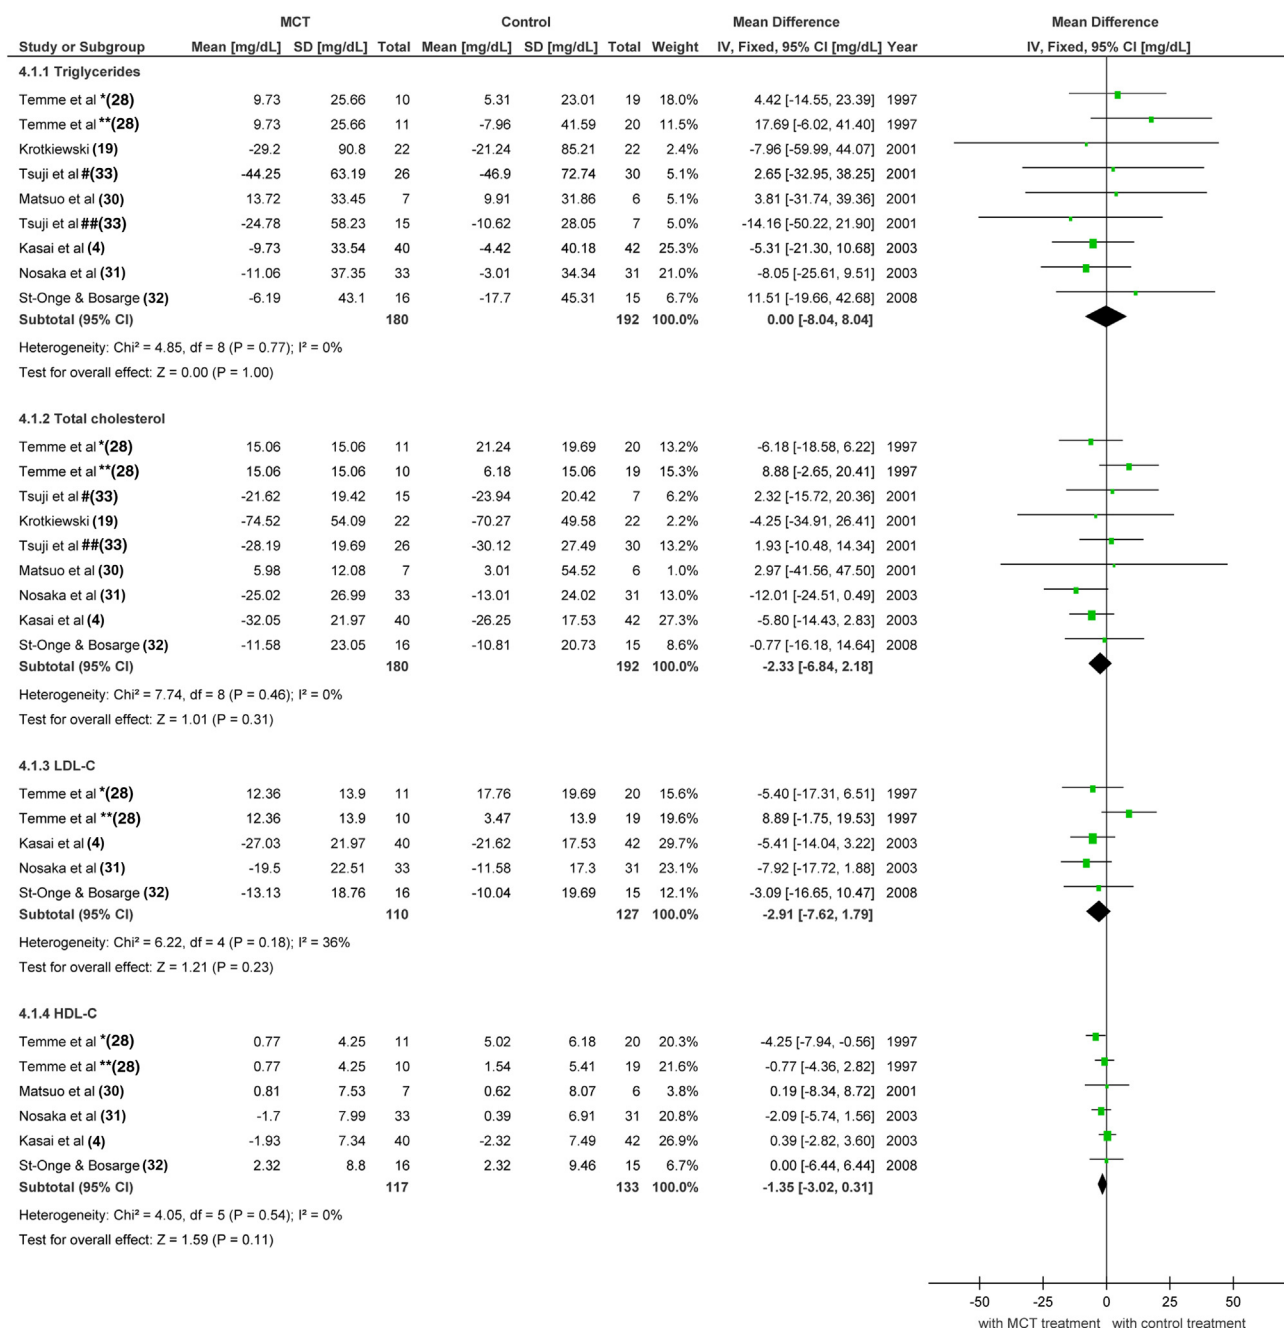 MCT Control Mean Difference Mean Difference
Study or Subgroup Mean [mg/dL] SD [mg/dL] Total Mean [mg/dL] SD [mg/dL] Total Weight IV, Fixed, 95% CI [mg/dL] Year IV, Fixed, 95% CI [mg/dL]
4.1.1 Triglycerides
Temme et al *(28) 9.73 25.66 10 5.31 23.01 19 18.0% 4.42 [-14.55, 23.39] 1997
Temme et al **(28) 9.73 25.66 11 -7.96 41.59 20 11.5% 17.69 [-6.02, 41.40] 1997
Krotkiewski (19) -29.2 90.8 22 -21.24 85.21 22 2.4% -7.96 [-59.99, 44.07] 2001
Tsuji et al #(33) -44.25 63.19 26 -46.9 72.74 30 5.1% 2.65 [-32.95, 38.25] 2001
Matsuo et al (30) 13.72 33.45 7 9.91 31.86 6 5.1% 3.81 [-31.74, 39.36] 2001
Tsuji et al ##(33) -24.78 58.23 15 -10.62 28.05 7 5.0% -14.16 [-50.22, 21.90] 2001
Kasai et al (4) -9.73 33.54 40 -4.42 40.18 42 25.3% -5.31 [-21.30, 10.68] 2003
Nosaka et al (31) -11.06 37.35 33 -3.01 34.34 31 21.0% -8.05 [-25.61, 9.51] 2003
St-Onge & Bosarge (32) -6.19 43.1 16 -17.7 45.31 15 6.7% 11.51 [-19.66, 42.68] 2008
Subtotal (95% CI) 180 192 100.0% 0.00 [-8.04, 8.04]
Heterogeneity: Chi² = 4.85, df = 8 (P = 0.77); I² = 0%
Test for overall effect: Z = 0.00 (P = 1.00)
4.1.2 Total cholesterol
Temme et al *(28) 15.06 15.06 11 21.24 19.69 20 13.2% -6.18 [-18.58, 6.22] 1997
Temme et al **(28) 15.06 15.06 10 6.18 15.06 19 15.3% 8.88 [-2.65, 20.41] 1997
Tsuji et al #(33) -21.62 19.42 15 -23.94 20.42 7 6.2% 2.32 [-15.72, 20.36] 2001
Krotkiewski (19) -74.52 54.09 22 -70.27 49.58 22 2.2% -4.25 [-34.91, 26.41] 2001
Tsuji et al ##(33) -28.19 19.69 26 -30.12 27.49 30 13.2% 1.93 [-10.48, 14.34] 2001
Matsuo et al (30) 5.98 12.08 7 3.01 54.52 6 1.0% 2.97 [-41.56, 47.50] 2001
Nosaka et al (31) -25.02 26.99 33 -13.01 24.02 31 13.0% -12.01 [-24.51, 0.49] 2003
Kasai et al (4) -32.05 21.97 40 -26.25 17.53 42 27.3% -5.80 [-14.43, 2.83] 2003
St-Onge & Bosarge (32) -11.58 23.05 16 -10.81 20.73 15 8.6% -0.77 [-16.18, 14.64] 2008
Subtotal (95% CI) 180 192 100.0% -2.33 [-6.84, 2.18]
Heterogeneity: Chi² = 7.74, df = 8 (P = 0.46); I² = 0%
Test for overall effect: Z = 1.01 (P = 0.31)
4.1.3 LDL-C
Temme et al *(28) 12.36 13.9 11 17.76 19.69 20 15.6% -5.40 [-17.31, 6.51] 1997
Temme et al **(28) 12.36 13.9 10 3.47 13.9 19 19.6% 8.89 [-1.75, 19.53] 1997
Kasai et al (4) -27.03 21.97 40 -21.62 17.53 42 29.7% -5.41 [-14.04, 3.22] 2003
Nosaka et al (31) -19.5 22.51 33 -11.58 17.3 31 23.1% -7.92 [-17.72, 1.88] 2003
St-Onge & Bosarge (32) -13.13 18.76 16 -10.04 19.69 15 12.1% -3.09 [-16.65, 10.47] 2008
Subtotal (95% CI) 110 127 100.0% -2.91 [-7.62, 1.79]
Heterogeneity: Chi² = 6.22, df = 4 (P = 0.18); I² = 36%
Test for overall effect: Z = 1.21 (P = 0.23)
4.1.4 HDL-C
Temme et al *(28) 0.77 4.25 11 5.02 6.18 20 20.3% -4.25 [-7.94, -0.56] 1997
Temme et al **(28) 0.77 4.25 10 1.54 5.41 19 21.6% -0.77 [-4.36, 2.82] 1997
Matsuo et al (30) 0.81 7.53 7 0.62 8.07 6 3.8% 0.19 [-8.34, 8.72] 2001
Nosaka et al (31) -1.7 7.99 33 0.39 6.91 31 20.8% -2.09 [-5.74, 1.56] 2003
Kasai et al (4) -1.93 7.34 40 -2.32 7.49 42 26.9% 0.39 [-2.82, 3.60] 2003
St-Onge & Bosarge (32) 2.32 8.8 16 2.32 9.46 15 6.7% 0.00 [-6.44, 6.44] 2008
Subtotal (95% CI) 117 133 100.0% -1.35 [-3.02, 0.31]
Heterogeneity: Chi² = 4.05, df = 5 (P = 0.54); I² = 0%
Test for overall effect: Z = 1.59 (P = 0.11)
-50 -25 0 25 50
with MCT treatment with control treatment